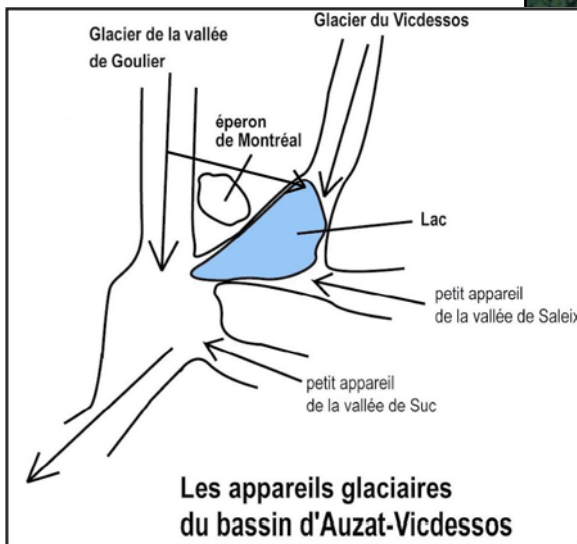 Glacier de la vallée
de Goulier
Glacier du Vicdessos
éperon
de Montréal
Lac
petit appareil
de la vallée de Saleix
petit appareil
de la vallée de Suc
Les appareils glaciaires
du bassin d'Auzat-Vicdessos